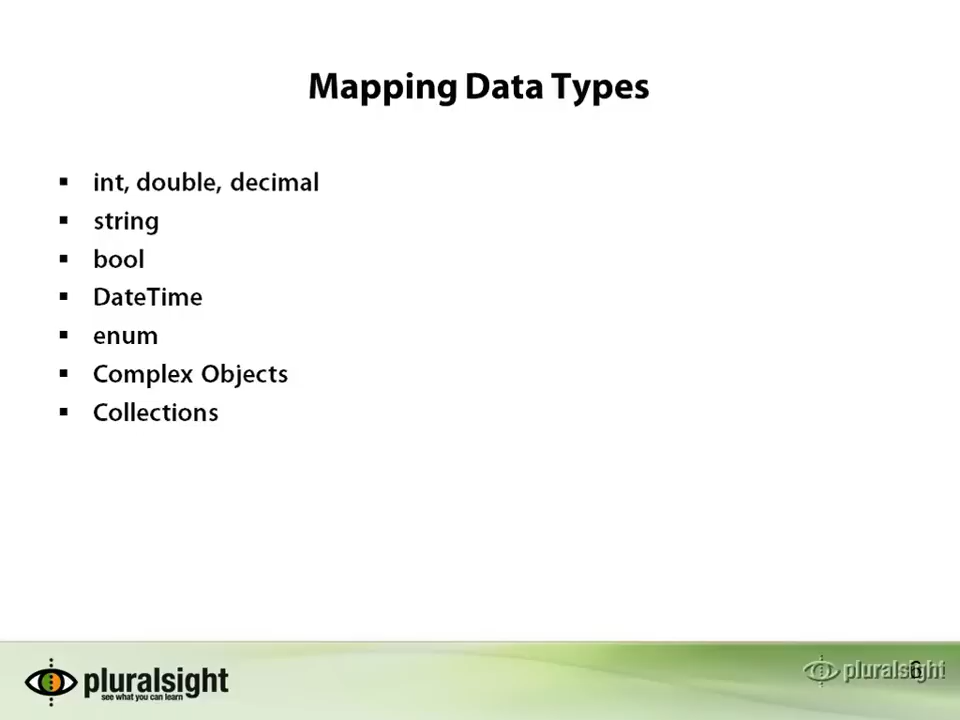 Mapping Data Types
▪ int, double, decimal
▪ string
▪ bool
▪ DateTime
▪ enum
▪ Complex Objects
▪ Collections
pluralsight
see what you can learn
pluralsight
6